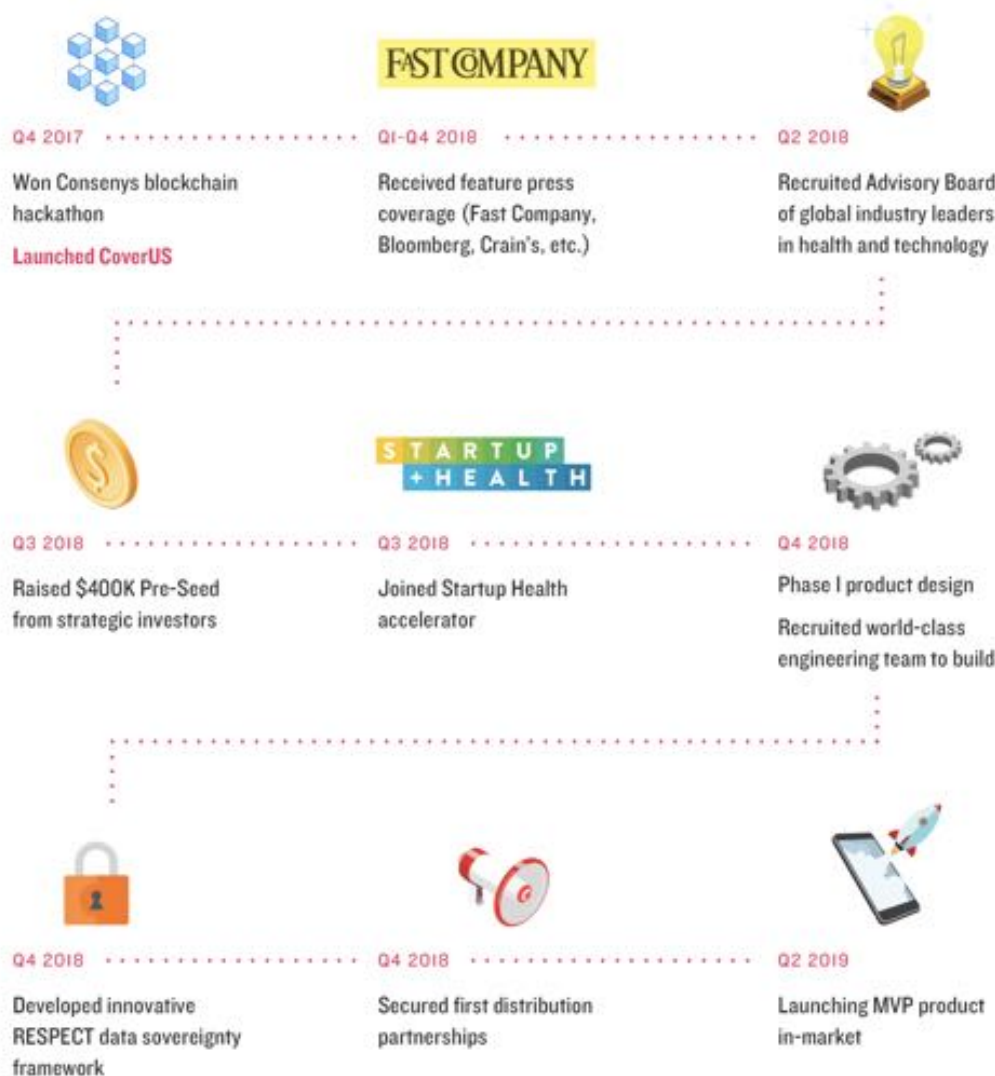 FAST COMPANY
Q4 2017
Won Consenys blockchain
hackathon
Launched CoverUS
Q1-Q4 2018
Received feature press
coverage (Fast Company,
Bloomberg, Crain's, etc.)
Q2 2018
Recruited Advisory Board
of global industry leaders
in health and technology
STARTUP
+ HEALTH
Q3 2018
Raised $400K Pre-Seed
from strategic investors
Q3 2018
Joined Startup Health
accelerator
Q4 2018
Phase I product design
Recruited world-class
engineering team to build
Q4 2018
Developed innovative
RESPECT data sovereignty
framework
Q4 2018
Secured first distribution
partnerships
Q2 2019
Launching MVP product
in-market